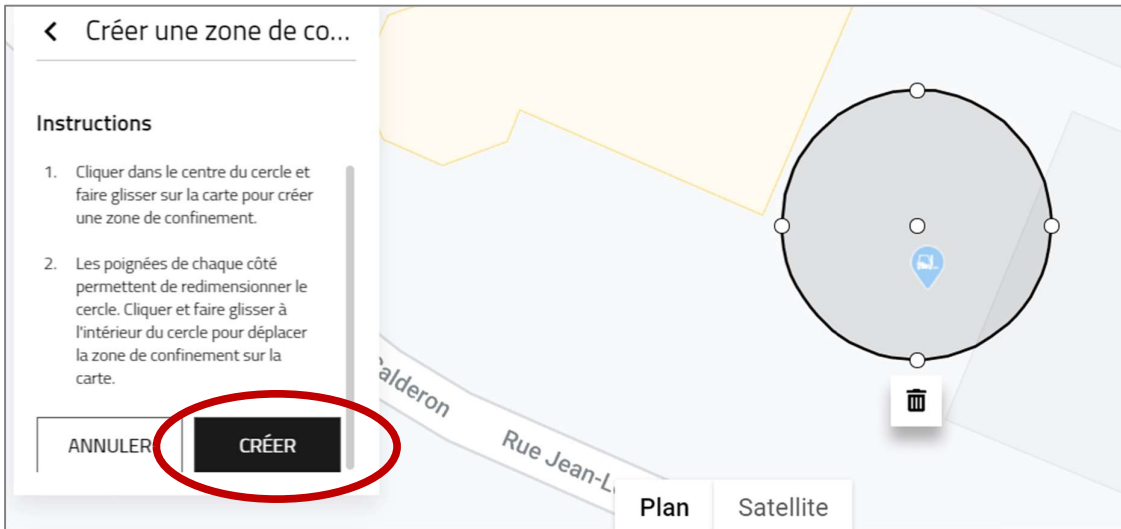 Créer une zone de co...
Instructions
1. Cliquer dans le centre du cercle et
faire glisser sur la carte pour créer
une zone de confinement.
2. Les poignées de chaque côté
permettent de redimensionner le
cercle. Cliquer et faire glisser à
l'intérieur du cercle pour déplacer
la zone de confinement sur la
carte.
ANNULER
CRÉER
alderon
Rue Jean-L
Plan
Satellite